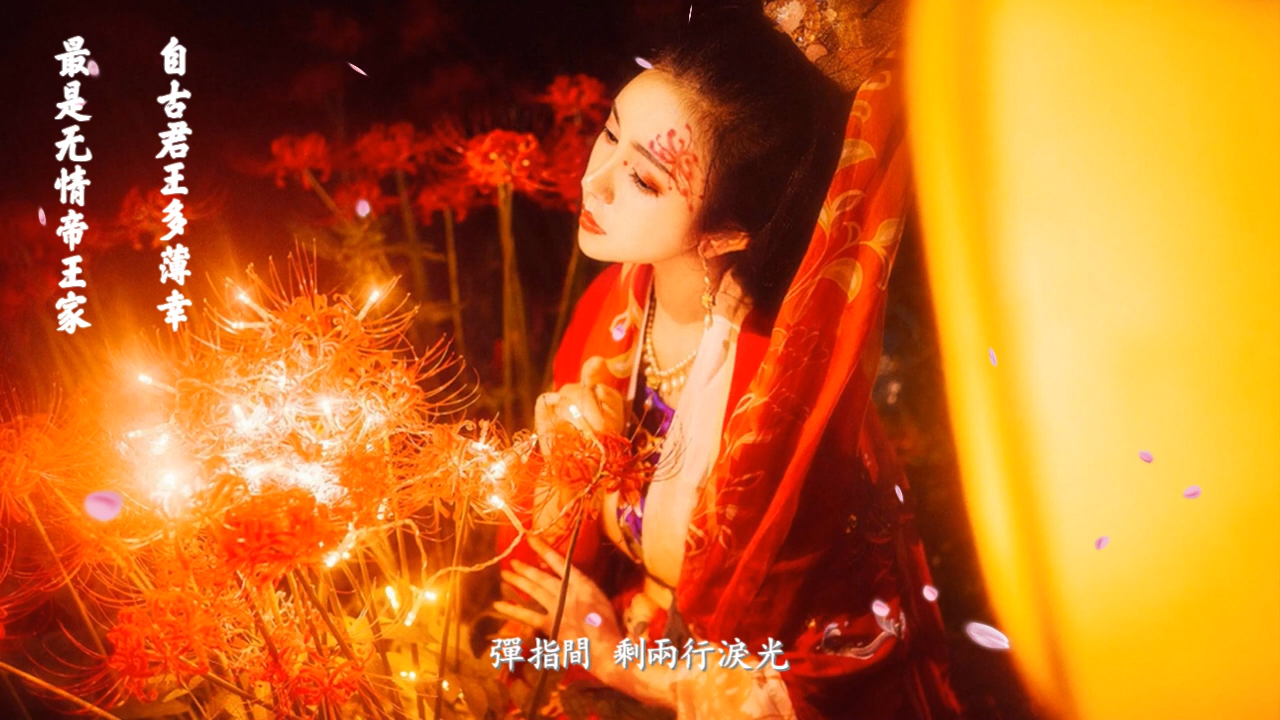 自古君王多薄幸
最是无情帝王家
彈指間 剩兩行淚光